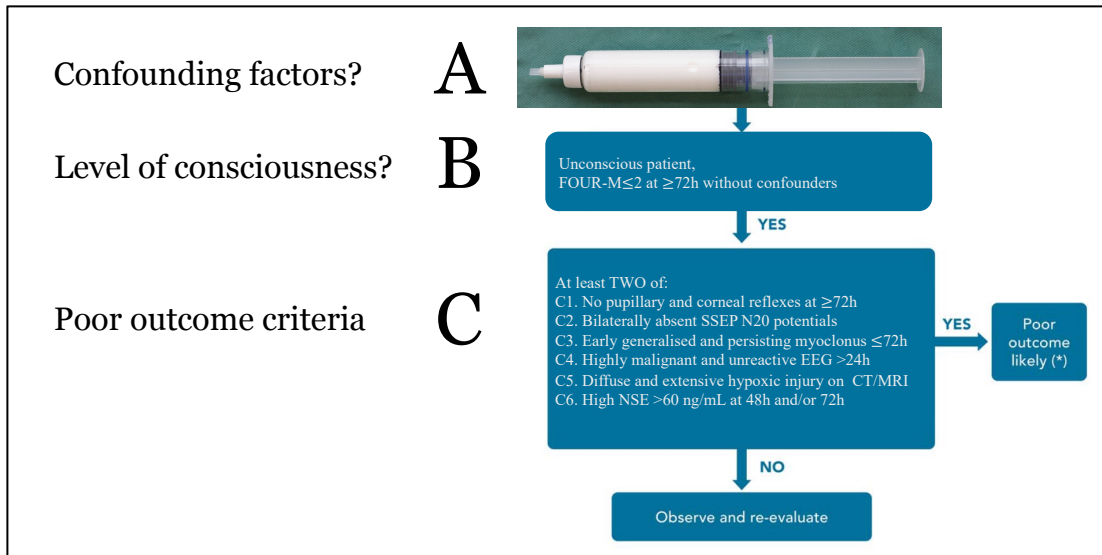 Confounding factors?
A
Level of consciousness?
B
Unconscious patient,
FOUR-M≤2 at ≥72h without confounders
YES
Poor outcome criteria
C
At least TWO of:
C1. No pupillary and corneal reflexes at ≥72h
C2. Bilaterally absent SSEP N20 potentials
C3. Early generalised and persisting myoclonus ≤72h
C4. Highly malignant and unreactive EEG >24h
C5. Diffuse and extensive hypoxic injury on CT/MRI
C6. High NSE >60 ng/mL at 48h and/or 72h
YES
Poor
outcome
likely (*)
NO
Observe and re-evaluate